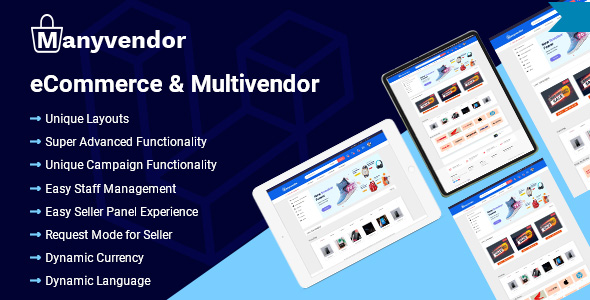 Manyvendor
eCommerce & Multivendor
Unique Layouts
Super Advanced Functionality
Unique Campaign Functionality
Easy Staff Management
Easy Seller Panel Experience
Request Mode for Seller
Dynamic Currency
Dynamic Language